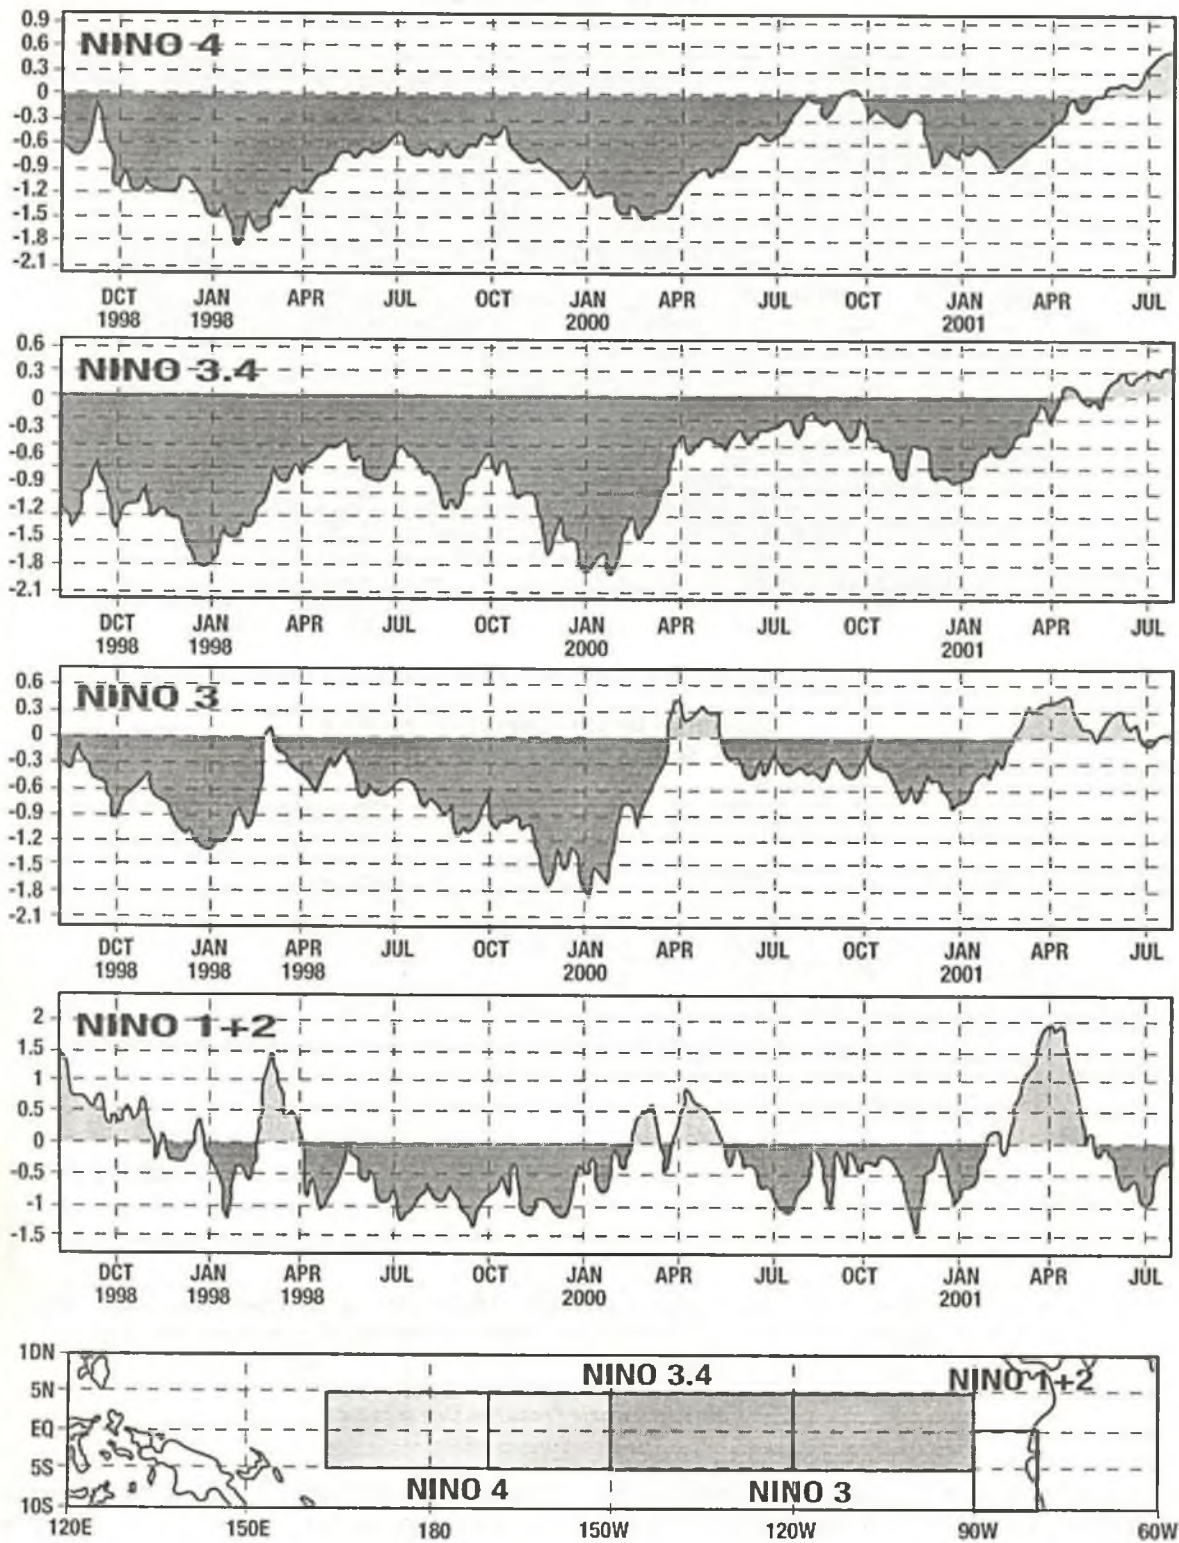 NINO 4
0.9
0.6
0.3
0
-0.3
-0.6
-0.9
-1.2
-1.5
-1.8
-2.1
DCT JAN APR JUL OCT JAN APR JUL OCT JAN APR JUL
1998 1998 2000 2001
NINO 3.4
0.6
0.3
0
-0.3
-0.6
-0.9
-1.2
-1.5
-1.8
-2.1
DCT JAN APR JUL OCT JAN APR JUL OCT JAN APR JUL
1998 1998 2000 2001
NINO 3
0.6
0.3
0
-0.3
-0.6
-0.9
-1.2
-1.5
-1.8
-2.1
DCT JAN APR JUL OCT JAN APR JUL OCT JAN APR JUL
1998 1998 1998 2000 2001
NINO 1+2
2
1.5
1
0.5
0
-0.5
-1
-1.5
DCT JAN APR JUL OCT JAN APR JUL OCT JAN APR JUL
1998 1998 1998 2000 2001
1DN
5N
EQ
5S
10S
NINO 3.4
NINO 1+2
NINO 4
NINO 3
120E 150E 180 150W 120W 90W 60W